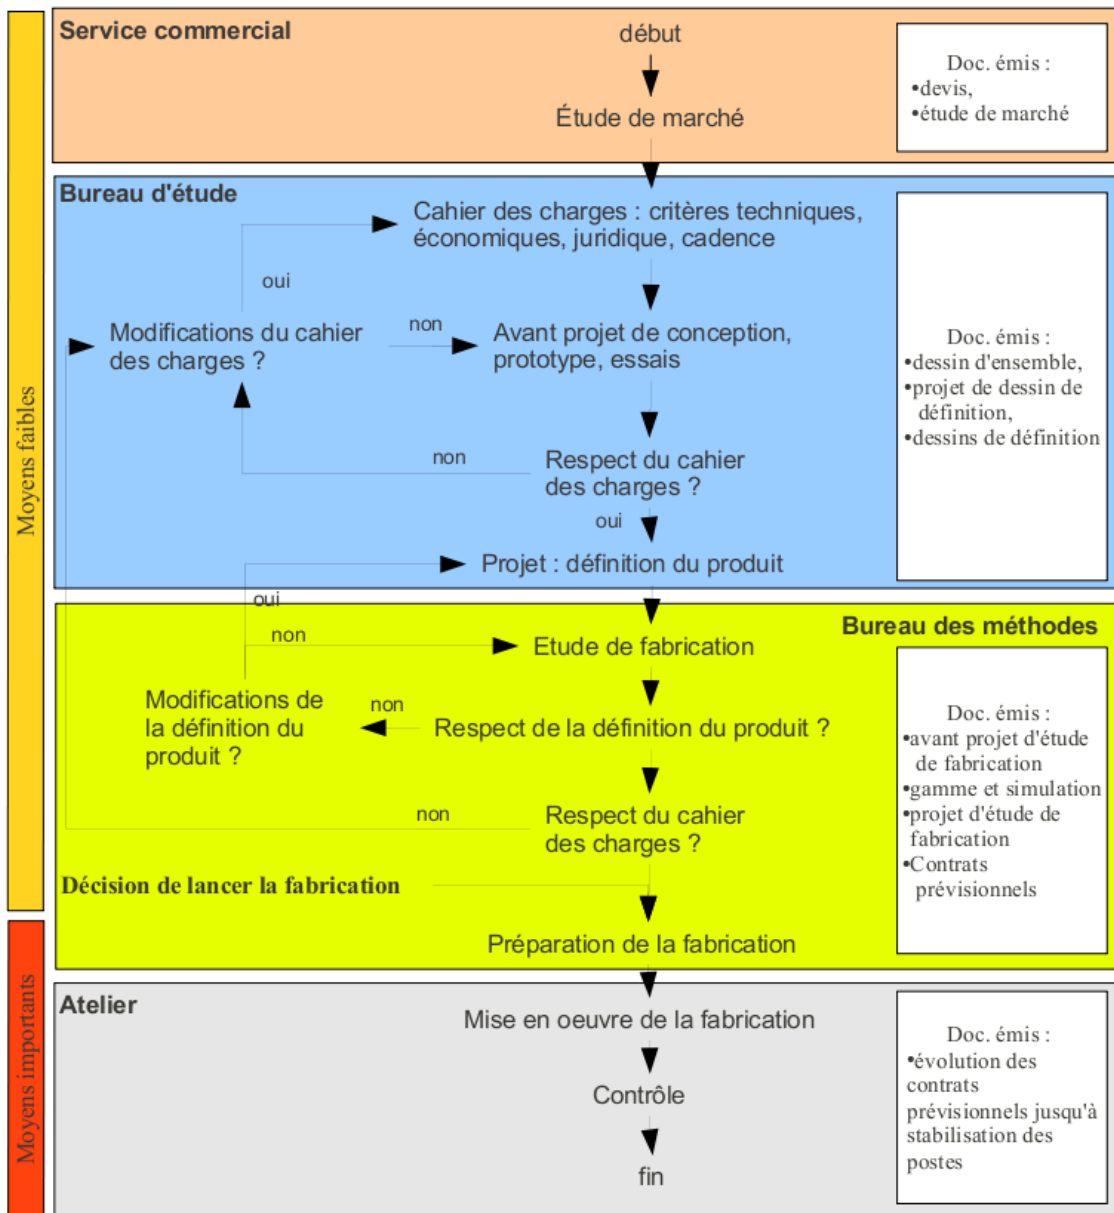 Service commercial
début
Étude de marché
Doc. émis :
•devis,
•étude de marché
Bureau d'étude
Cahier des charges : critères techniques,
économiques, juridique, cadence
oui
Modifications du cahier
des charges ?
non
Avant projet de conception,
prototype, essais
non
Respect du cahier
des charges ?
oui
Projet : définition du produit
Doc. émis :
•dessin d'ensemble,
•projet de dessin de
définition,
•dessins de définition
oui
Bureau des méthodes
non
Etude de fabrication
Modifications de
la définition du
produit ?
non
Respect de la définition du produit ?
non
Respect du cahier
des charges ?
Décision de lancer la fabrication
Préparation de la fabrication
Doc. émis :
•avant projet d'étude
de fabrication
•gamme et simulation
•projet d'étude de
fabrication
•Contrats
prévisionnels
Atelier
Mise en oeuvre de la fabrication
Contrôle
fin
Doc. émis :
•évolution des
contrats
prévisionnels jusqu'à
stabilisation des
postes
Moyens faibles
Moyens importants